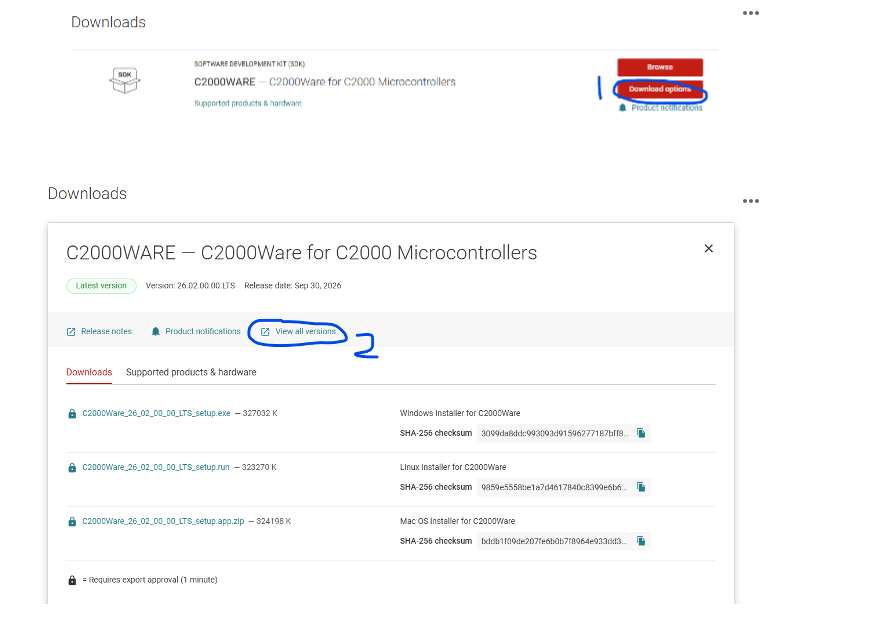 Downloads
SDK
SOFTWARE DEVELOPMENT KIT (SDK)
C2000WARE — C2000Ware for C2000 Microcontrollers
Supported products & hardware
Browse
1
Download options
Product notifications
Downloads
C2000WARE — C2000Ware for C2000 Microcontrollers
Latest version Version: 26.02.00.00.LTS Release date: Sep 30, 2026
Release notes Product notifications View all versions 2
Downloads Supported products & hardware
C2000Ware_26_02_00_00_LTS_setup.exe — 327032 K Windows Installer for C2000Ware
SHA-256 checksum 3099da8ddc993093d91596277187bff8...
C2000Ware_26_02_00_00_LTS_setup.run — 323270 K Linux Installer for C2000Ware
SHA-256 checksum 9859e5558be1a7d4617840c8399e6b6...
C2000Ware_26_02_00_00_LTS_setup.app.zip — 324198 K Mac OS Installer for C2000Ware
SHA-256 checksum bddb1f09de207fe6b0b7f8964e933dd3...
= Requires export approval (1 minute)